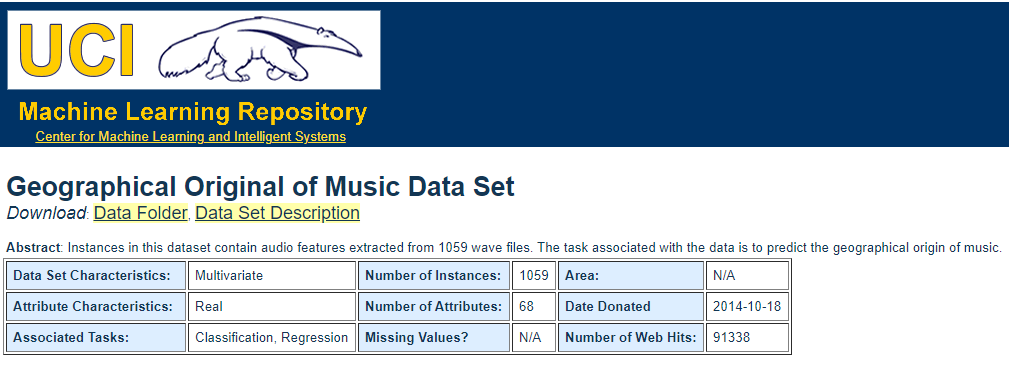 UCI
Machine Learning Repository
Center for Machine Learning and Intelligent Systems
Geographical Original of Music Data Set
Download: Data Folder, Data Set Description
Abstract: Instances in this dataset contain audio features extracted from 1059 wave files. The task associated with the data is to predict the geographical origin of music.
Data Set Characteristics: Multivariate Number of Instances: 1059 Area: N/A
Attribute Characteristics: Real Number of Attributes: 68 Date Donated 2014-10-18
Associated Tasks: Classification, Regression Missing Values? N/A Number of Web Hits: 91338